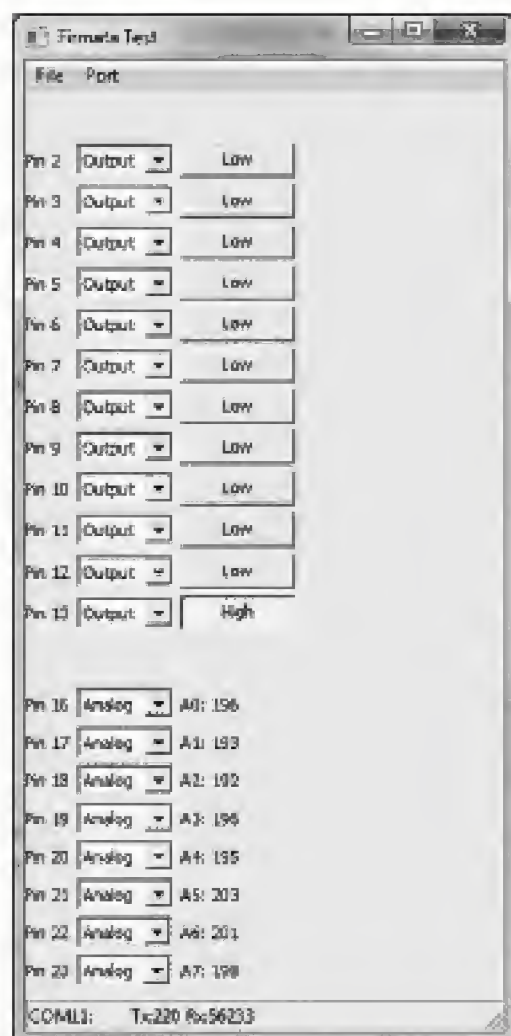 Firmata Test
File Port
Pin 2 Output Low
Pin 3 Output Low
Pin 4 Output Low
Pin 5 Output Low
Pin 6 Output Low
Pin 7 Output Low
Pin 8 Output Low
Pin 9 Output Low
Pin 10 Output Low
Pin 11 Output Low
Pin 12 Output Low
Pin 13 Output High
Pin 16 Analog A0: 196
Pin 17 Analog A1: 193
Pin 18 Analog A2: 192
Pin 19 Analog A3: 196
Pin 20 Analog A4: 195
Pin 21 Analog A5: 203
Pin 22 Analog A6: 201
Pin 23 Analog A7: 198
COM11: Tx:220 Rx:56233